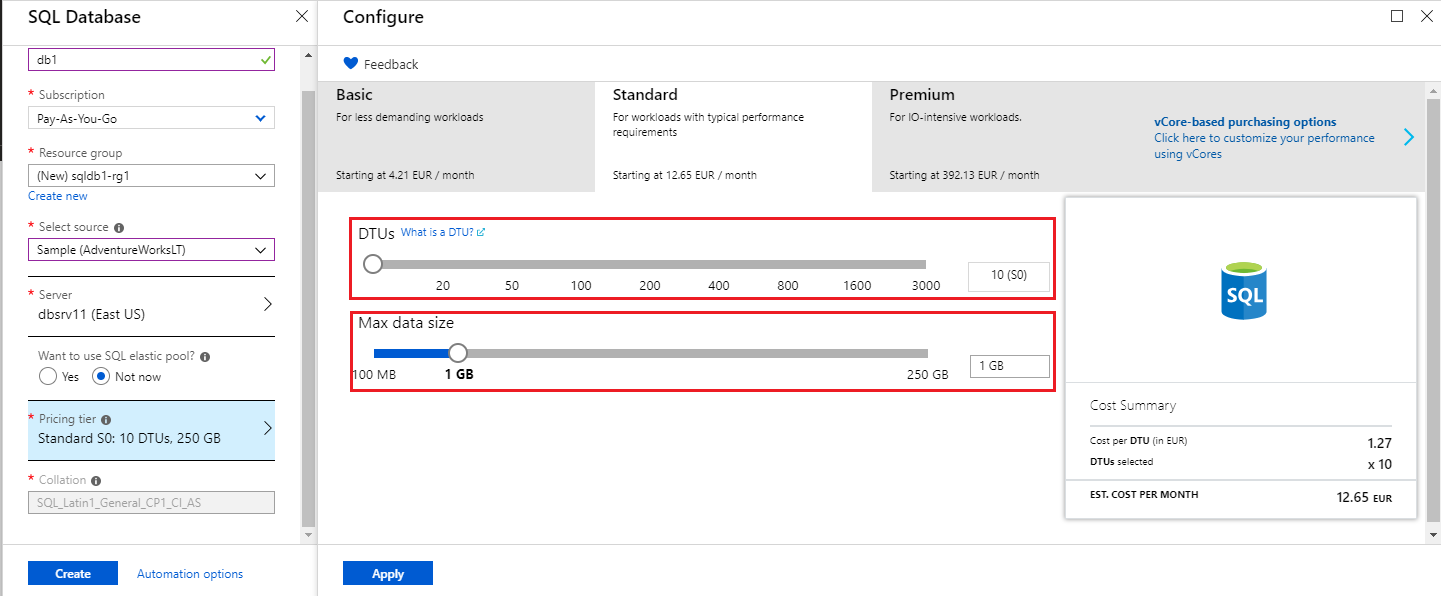 SQL Database
db1
* Subscription
Pay-As-You-Go
* Resource group
(New) sqldb1-rg1
Create new
* Select source
Sample (AdventureWorksLT)
* Server
dbsrv11 (East US)
Want to use SQL elastic pool?
Yes
Not now
* Pricing tier
Standard S0: 10 DTUs, 250 GB
* Collation
SQL_Latin1_General_CP1_CI_AS
Create
Automation options
Configure
Feedback
Basic
For less demanding workloads
Starting at 4.21 EUR / month
Standard
For workloads with typical performance
requirements
Starting at 12.65 EUR / month
Premium
For IO-intensive workloads.
Starting at 392.13 EUR / month
vCore-based purchasing options
Click here to customize your performance
using vCores
DTUs What is a DTU?
20 50 100 200 400 800 1600 3000
10 (S0)
Max data size
100 MB 1 GB 250 GB
1 GB
SQL
Cost Summary
Cost per DTU (in EUR) 1.27
DTUs selected x 10
EST. COST PER MONTH 12.65 EUR
Apply